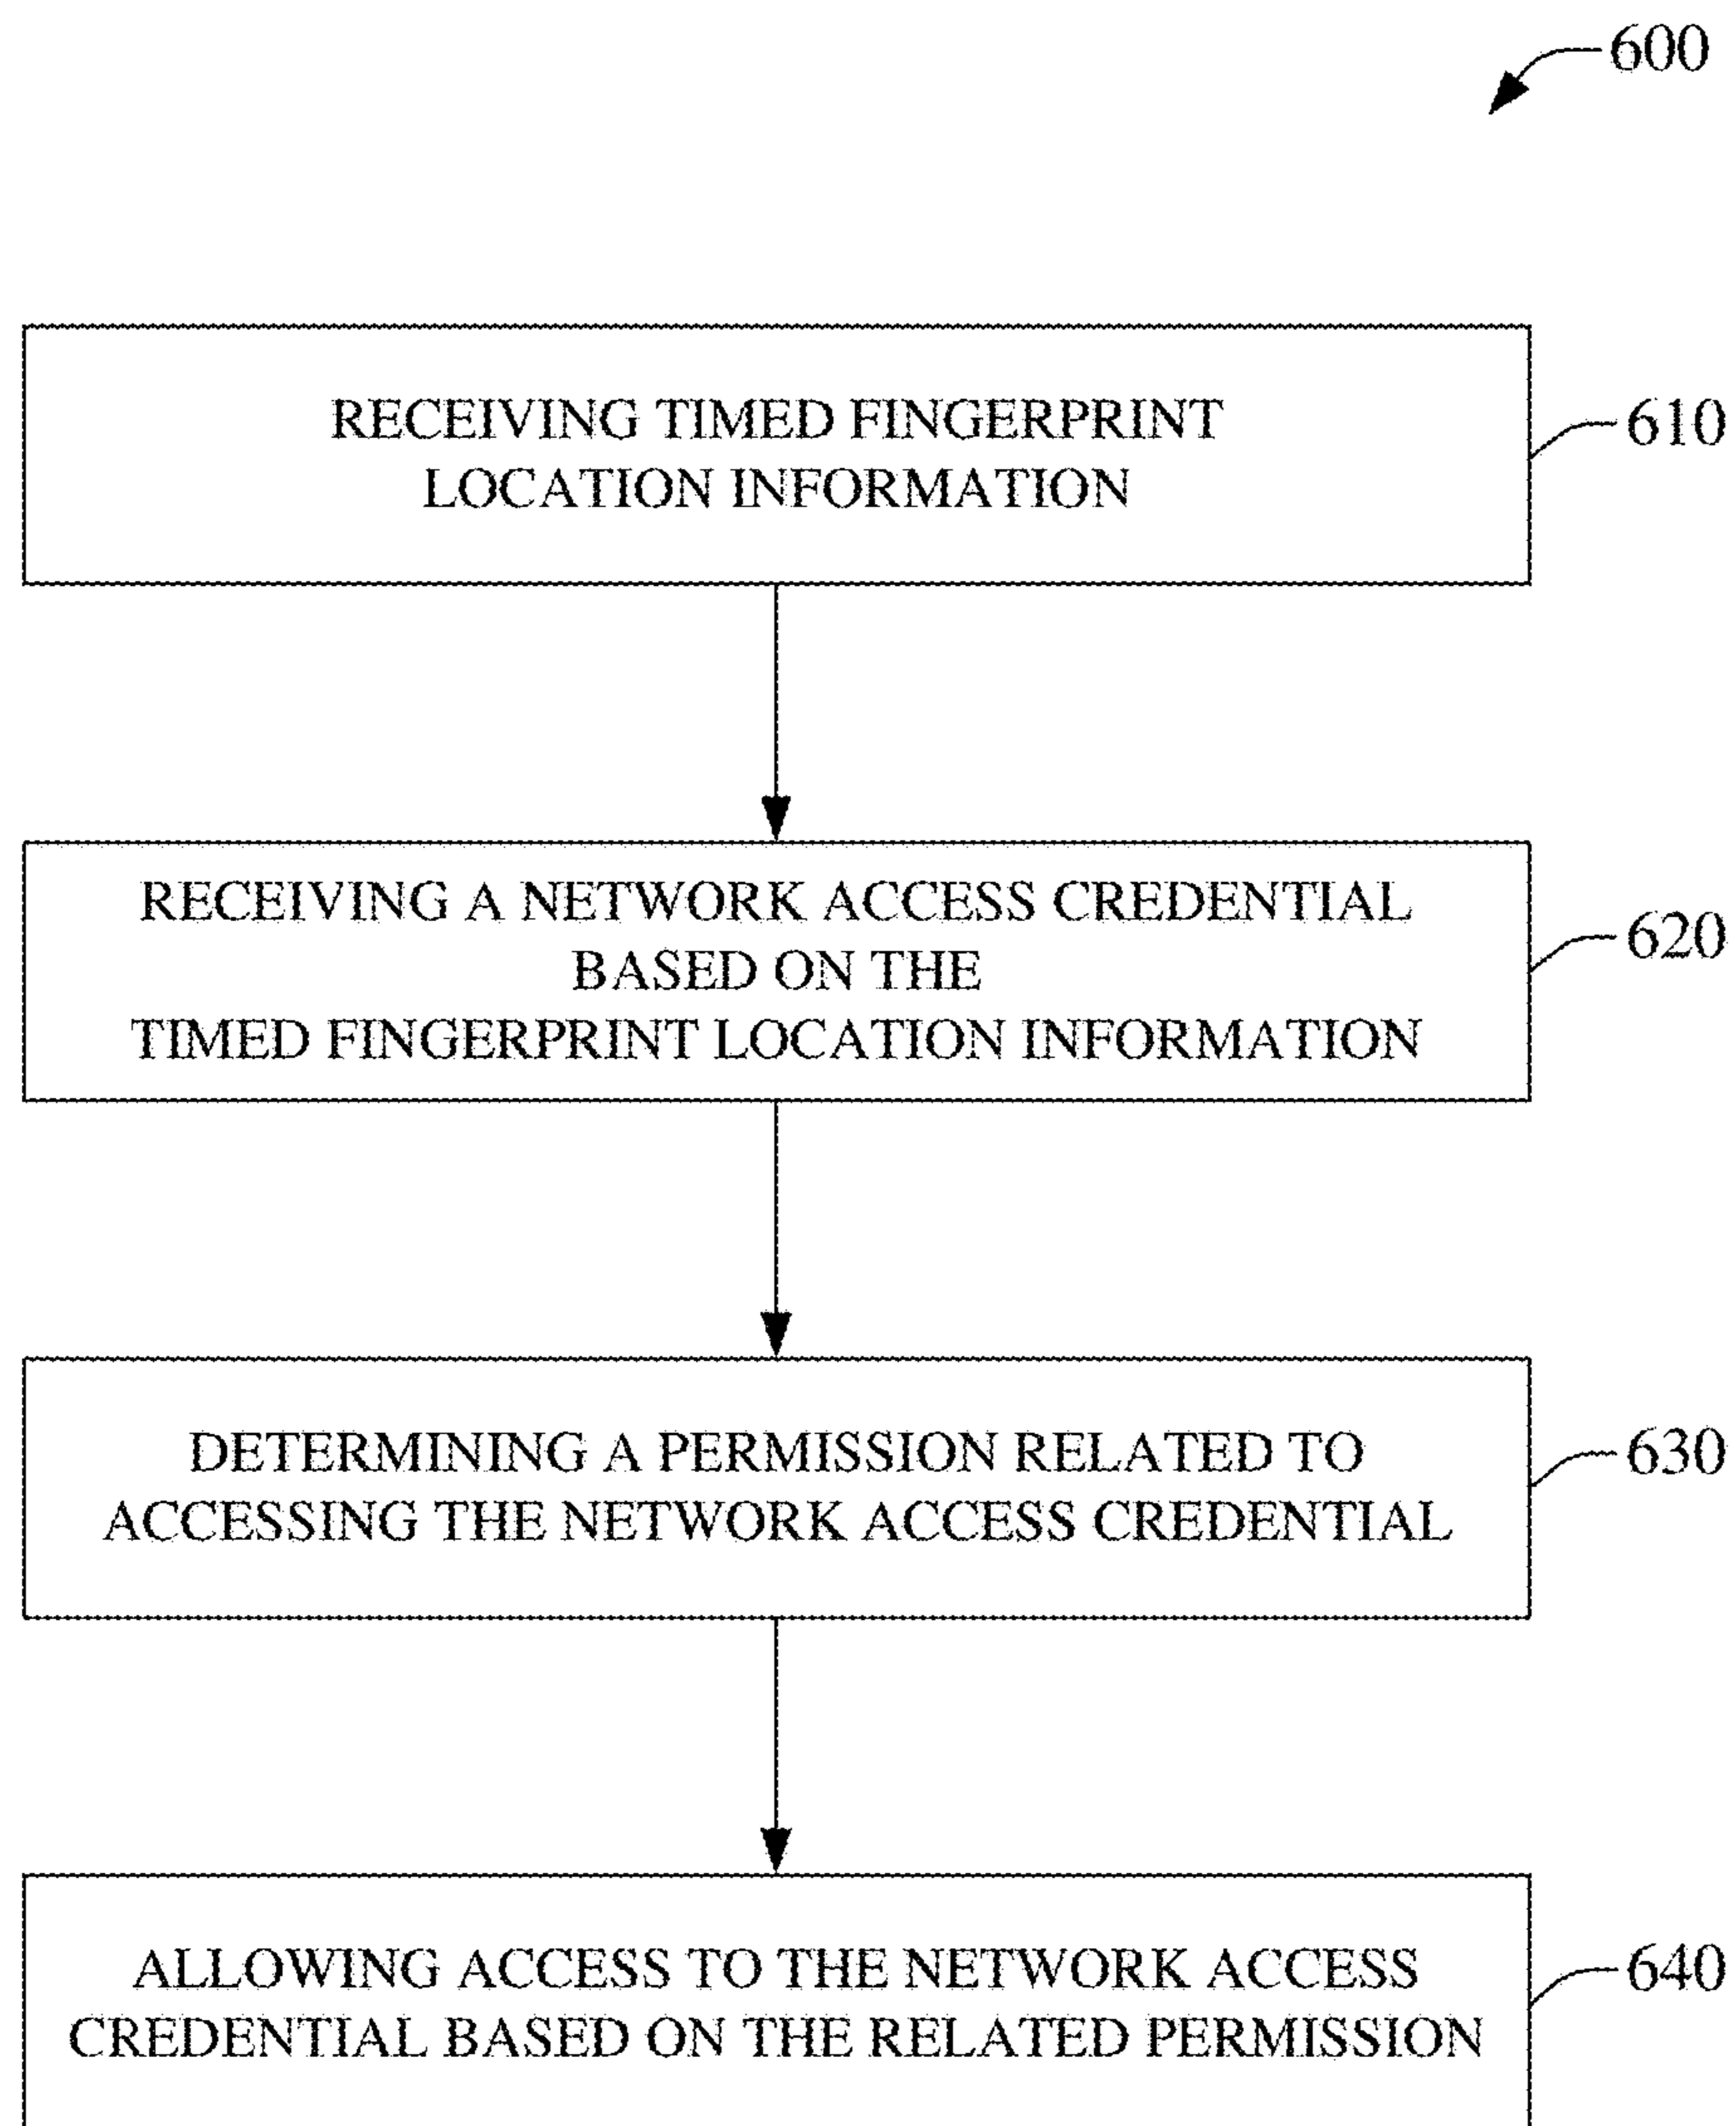 600
RECEIVING TIMED FINGERPRINT
LOCATION INFORMATION
610
RECEIVING A NETWORK ACCESS CREDENTIAL
BASED ON THE
TIMED FINGERPRINT LOCATION INFORMATION
620
DETERMINING A PERMISSION RELATED TO
ACCESSING THE NETWORK ACCESS CREDENTIAL
630
ALLOWING ACCESS TO THE NETWORK ACCESS
CREDENTIAL BASED ON THE RELATED PERMISSION
640